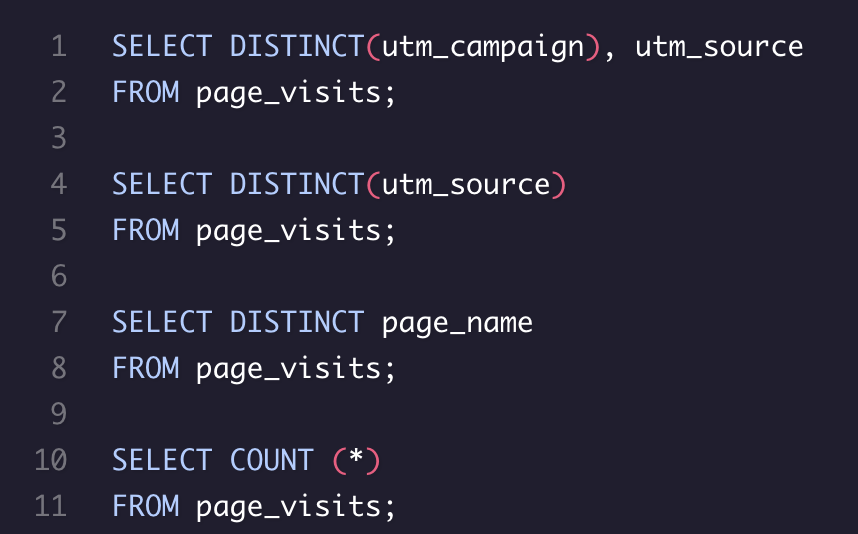 1 SELECT DISTINCT(utm_campaign), utm_source
2 FROM page_visits;
3
4 SELECT DISTINCT(utm_source)
5 FROM page_visits;
6
7 SELECT DISTINCT page_name
8 FROM page_visits;
9
10 SELECT COUNT (*)
11 FROM page_visits;